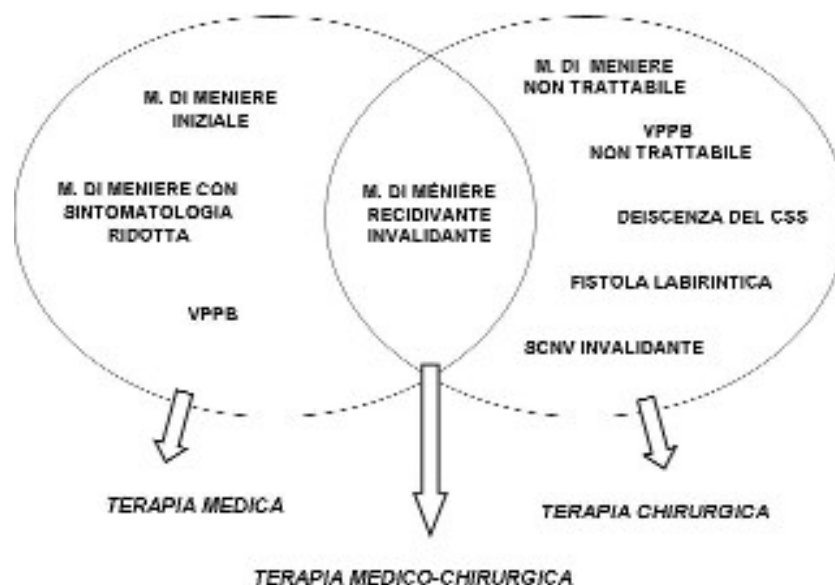 M. DI MENIERE
INIZIALE
M. DI MENIERE CON
SINTOMATOLOGIA
RIDOTTA
VPPB
M. DI MÉNIÈRE
RECIDIVANTE
INVALIDANTE
M. DI MENIERE
NON TRATTABILE
VPPB
NON TRATTABILE
DEISCENZA DEL CSS
FISTOLA LABIRINTICA
SCNV INVALIDANTE
TERAPIA MEDICA
TERAPIA CHIRURGICA
TERAPIA MEDICO-CHIRURGICA